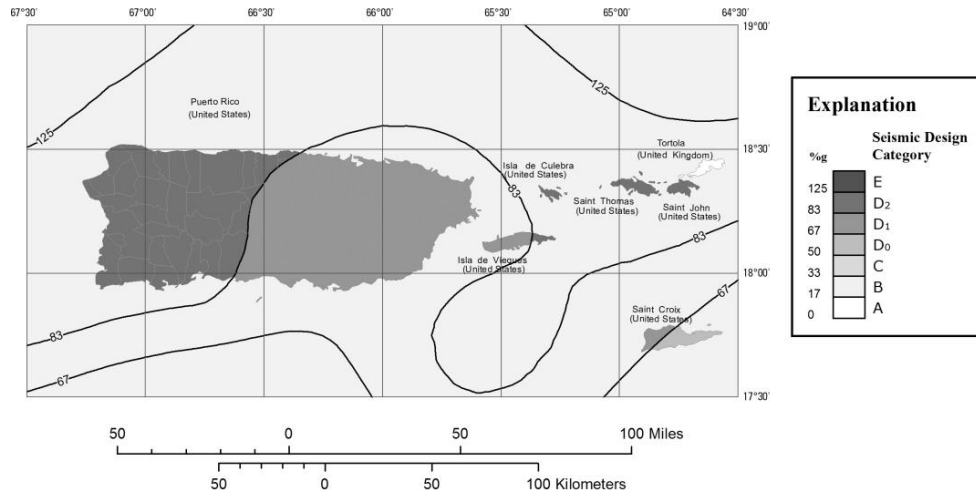 67°30' 67°00' 66°30' 66°00' 65°30' 65°00' 64°30'
19°00'
125
125
Puerto Rico
(United States)
Tortola
(United Kingdom)
18°30'
Isla de Culebra
(United States)
83
Saint Thomas
(United States)
Saint John
(United States)
83
Isla de Vieques
(United States)
18°00'
67
Saint Croix
(United States)
83
67
17°30'
Explanation
%g
Seismic Design
Category
E
125
D2
83
D1
67
D0
50
C
33
B
17
A
0
50 0 50 100 Miles
50 0 50 100 Kilometers